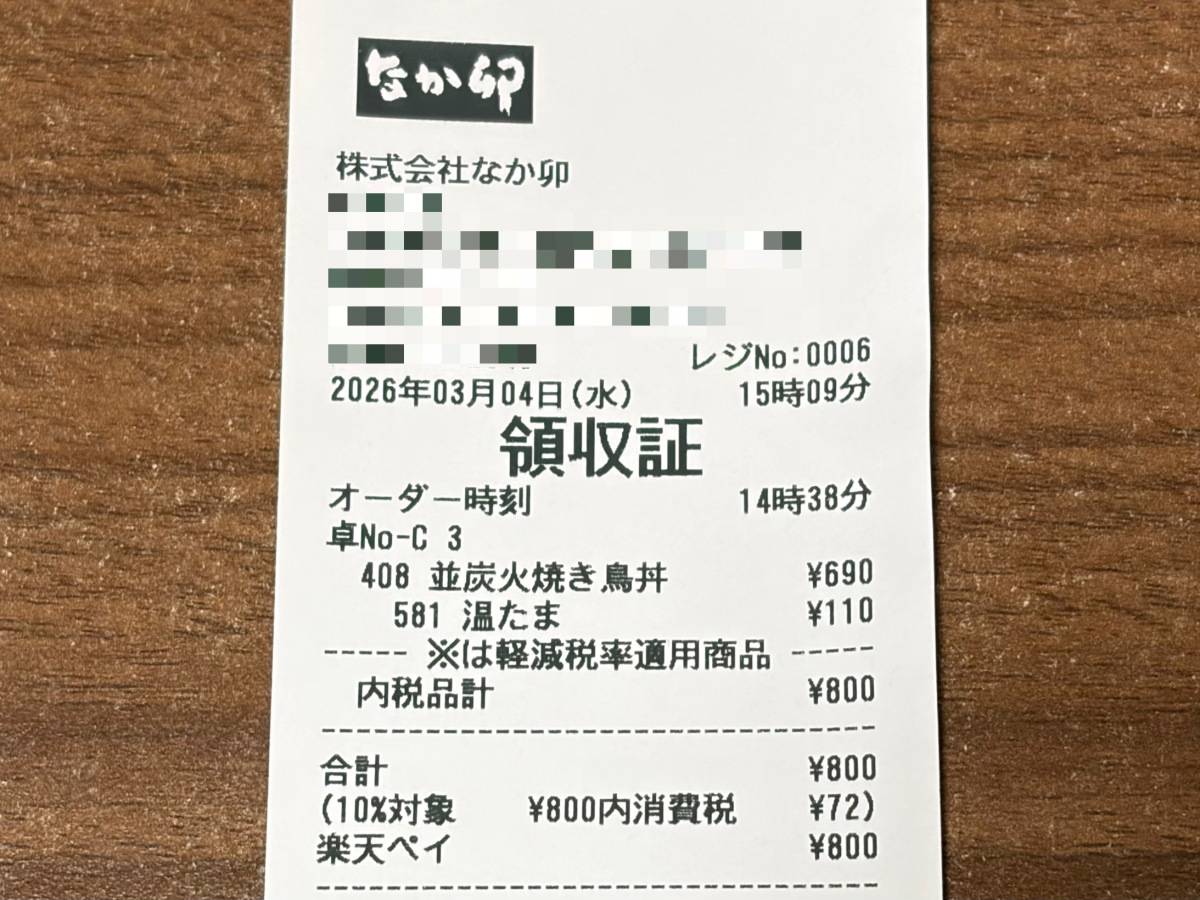 なか卯
株式会社なか卯
レジNo:0006
2026年03月04日(水) 15時09分
領収証
オーダー時刻 14時38分
卓No-C 3
408 並炭火焼き鳥丼 ¥690
581 温たま ¥110
----- ※は軽減税率適用商品 -----
内税品計 ¥800
合計 ¥800
(10%対象 ¥800内消費税 ¥72)
楽天ペイ ¥800